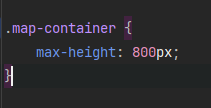 .map-container {
    max-height: 800px;
}